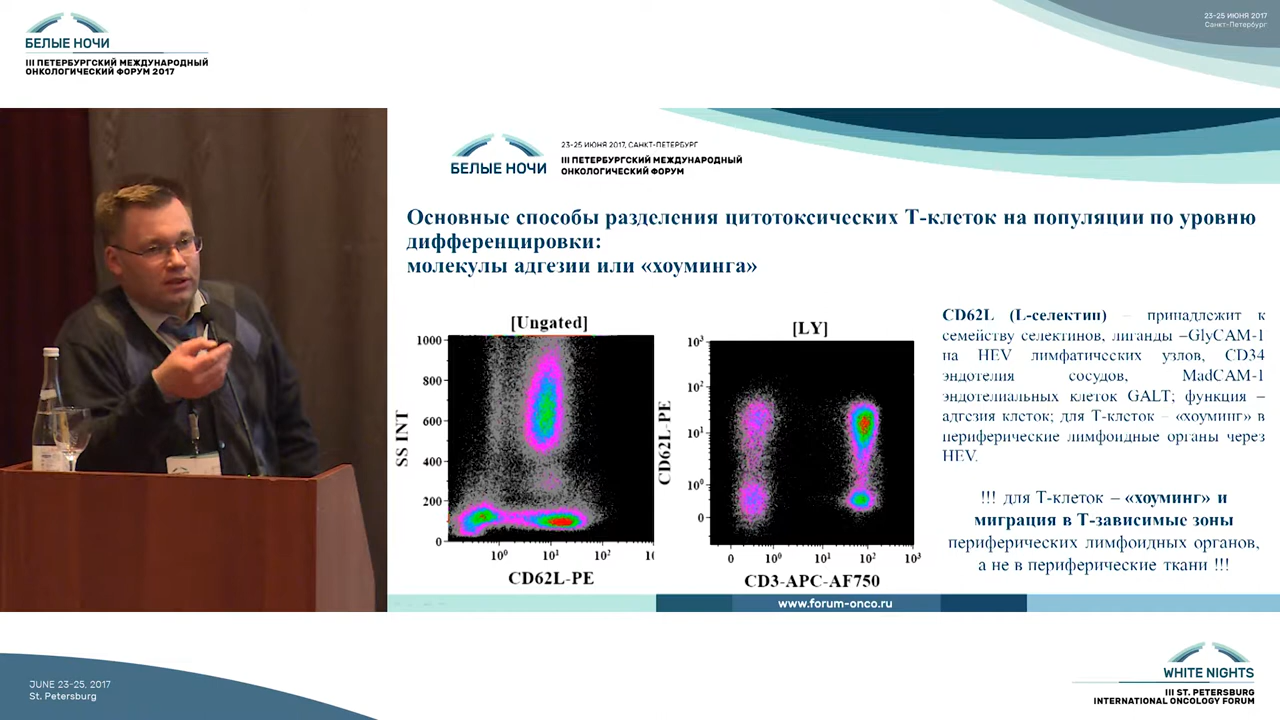 БЕЛЫЕ НОЧИ
III ПЕТЕРБУРГСКИЙ МЕЖДУНАРОДНЫЙ
ОНКОЛОГИЧЕСКИЙ ФОРУМ 2017
23-25 ИЮНЯ 2017
Санкт-Петербург
БЕЛЫЕ НОЧИ
23-25 ИЮНЯ 2017, САНКТ-ПЕТЕРБУРГ
III ПЕТЕРБУРГСКИЙ МЕЖДУНАРОДНЫЙ
ОНКОЛОГИЧЕСКИЙ ФОРУМ
Основные способы разделения цитотоксических Т-клеток на популяции по уровню
дифференцировки:
молекулы адгезии или «хоуминга»
[Ungated]
1000
800
600
400
200
0
SS INT
10⁰ 10¹ 10² 1(
CD62L-PE
[LY]
10³
10²
10¹
10⁰
0
CD62L-PE
0 10⁰ 10¹ 10² 10³
CD3-APC-AF750
CD62L (L-селектин) – принадлежит к
семейству селектинов, лиганды –GlyCAM-1
на HEV лимфатических узлов, CD34
эндотелия сосудов, MadCAM-1
эндотелиальных клеток GALT; функция –
адгезия клеток; для Т-клеток – «хоуминг» в
периферические лимфоидные органы через
HEV.
!!! для Т-клеток – «хоуминг» и
миграция в Т-зависимые зоны
периферических лимфоидных органов,
а не в периферические ткани !!!
www.forum-onco.ru
JUNE 23-25, 2017
St. Petersburg
WHITE NIGHTS
III ST. PETERSBURG
INTERNATIONAL ONCOLOGY FORUM